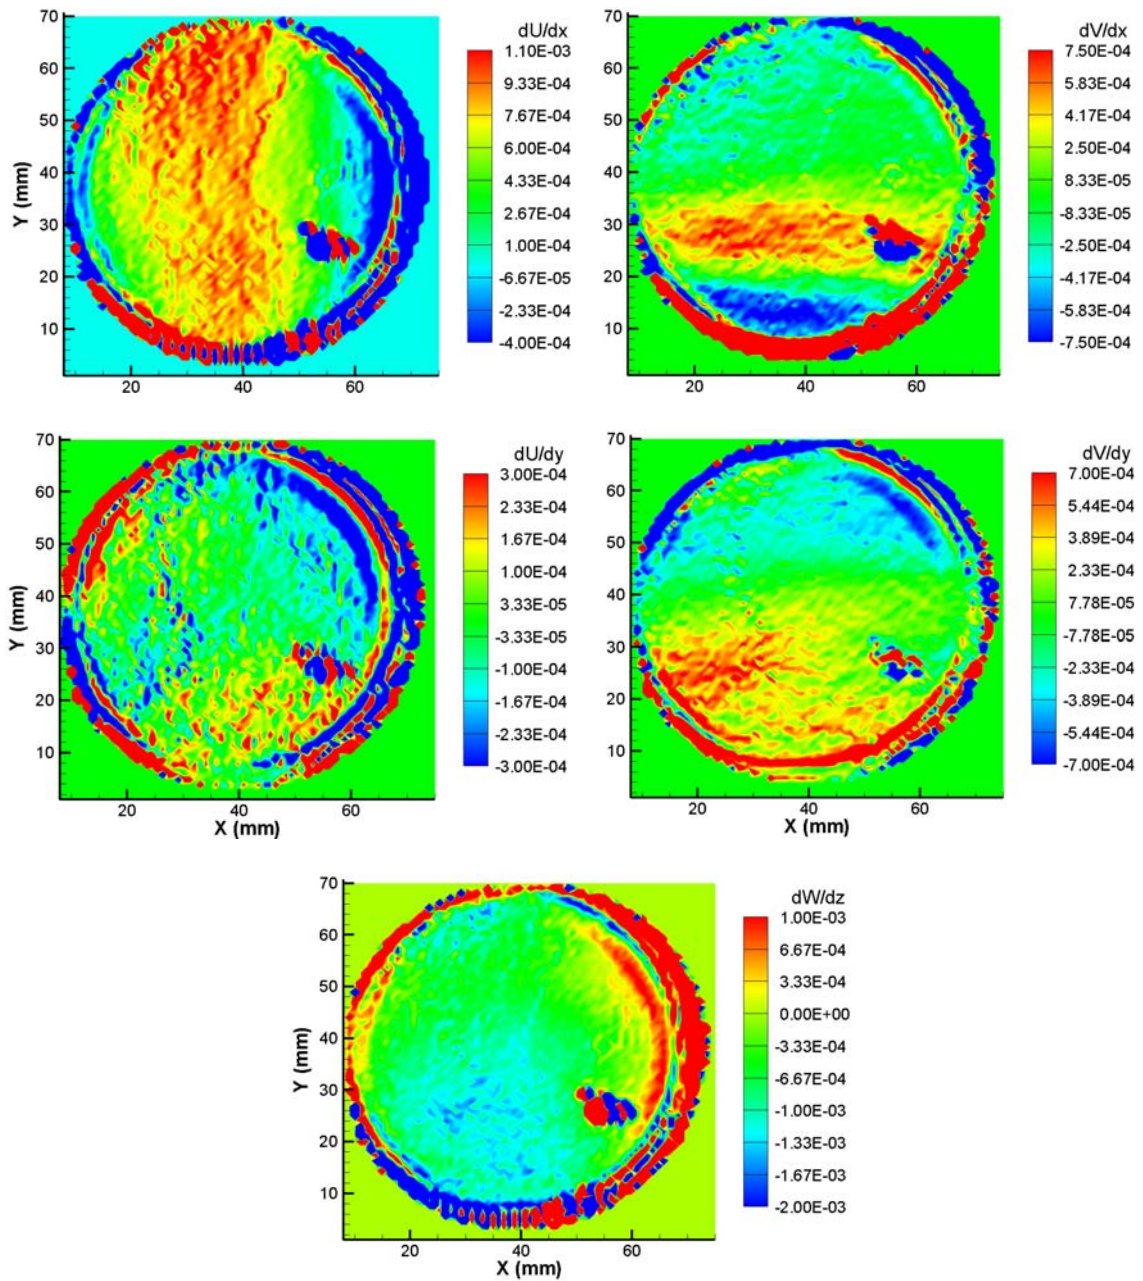 dU/dx
1.10E-03
9.33E-04
7.67E-04
6.00E-04
4.33E-04
2.67E-04
1.00E-04
-6.67E-05
-2.33E-04
-4.00E-04
Y (mm)
70
60
50
40
30
20
10
20
40
60
dV/dx
7.50E-04
5.83E-04
4.17E-04
2.50E-04
8.33E-05
-8.33E-05
-2.50E-04
-4.17E-04
-5.83E-04
-7.50E-04
70
60
50
40
30
20
10
20
40
60
dU/dy
3.00E-04
2.33E-04
1.67E-04
1.00E-04
3.33E-05
-3.33E-05
-1.00E-04
-1.67E-04
-2.33E-04
-3.00E-04
Y (mm)
70
60
50
40
30
20
10
20
40
60
X (mm)
dV/dy
7.00E-04
5.44E-04
3.89E-04
2.33E-04
7.78E-05
-7.78E-05
-2.33E-04
-3.89E-04
-5.44E-04
-7.00E-04
70
60
50
40
30
20
10
20
40
60
X (mm)
dW/dz
1.00E-03
6.67E-04
3.33E-04
0.00E+00
-3.33E-04
-6.67E-04
-1.00E-03
-1.33E-03
-1.67E-03
-2.00E-03
Y (mm)
70
60
50
40
30
20
10
20
40
60
X (mm)